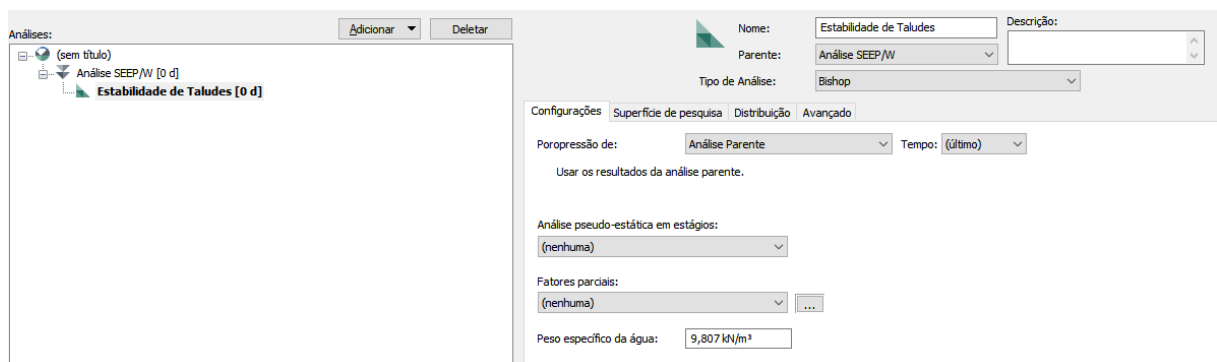 Análises:
Adicionar
Deletar
(sem título)
Análise SEEP/W [0 d]
Estabilidade de Taludes [0 d]
Nome:
Estabilidade de Taludes
Descrição:
Parente:
Análise SEEP/W
Tipo de Análise:
Bishop
Configurações
Superfície de pesquisa
Distribuição
Avançado
Poropressão de:
Análise Parente
Tempo:
(último)
Usar os resultados da análise parente.
Análise pseudo-estática em estágios:
(nenhuma)
Fatores parciais:
(nenhuma)
...
Peso específico da água:
9,807 kN/m³